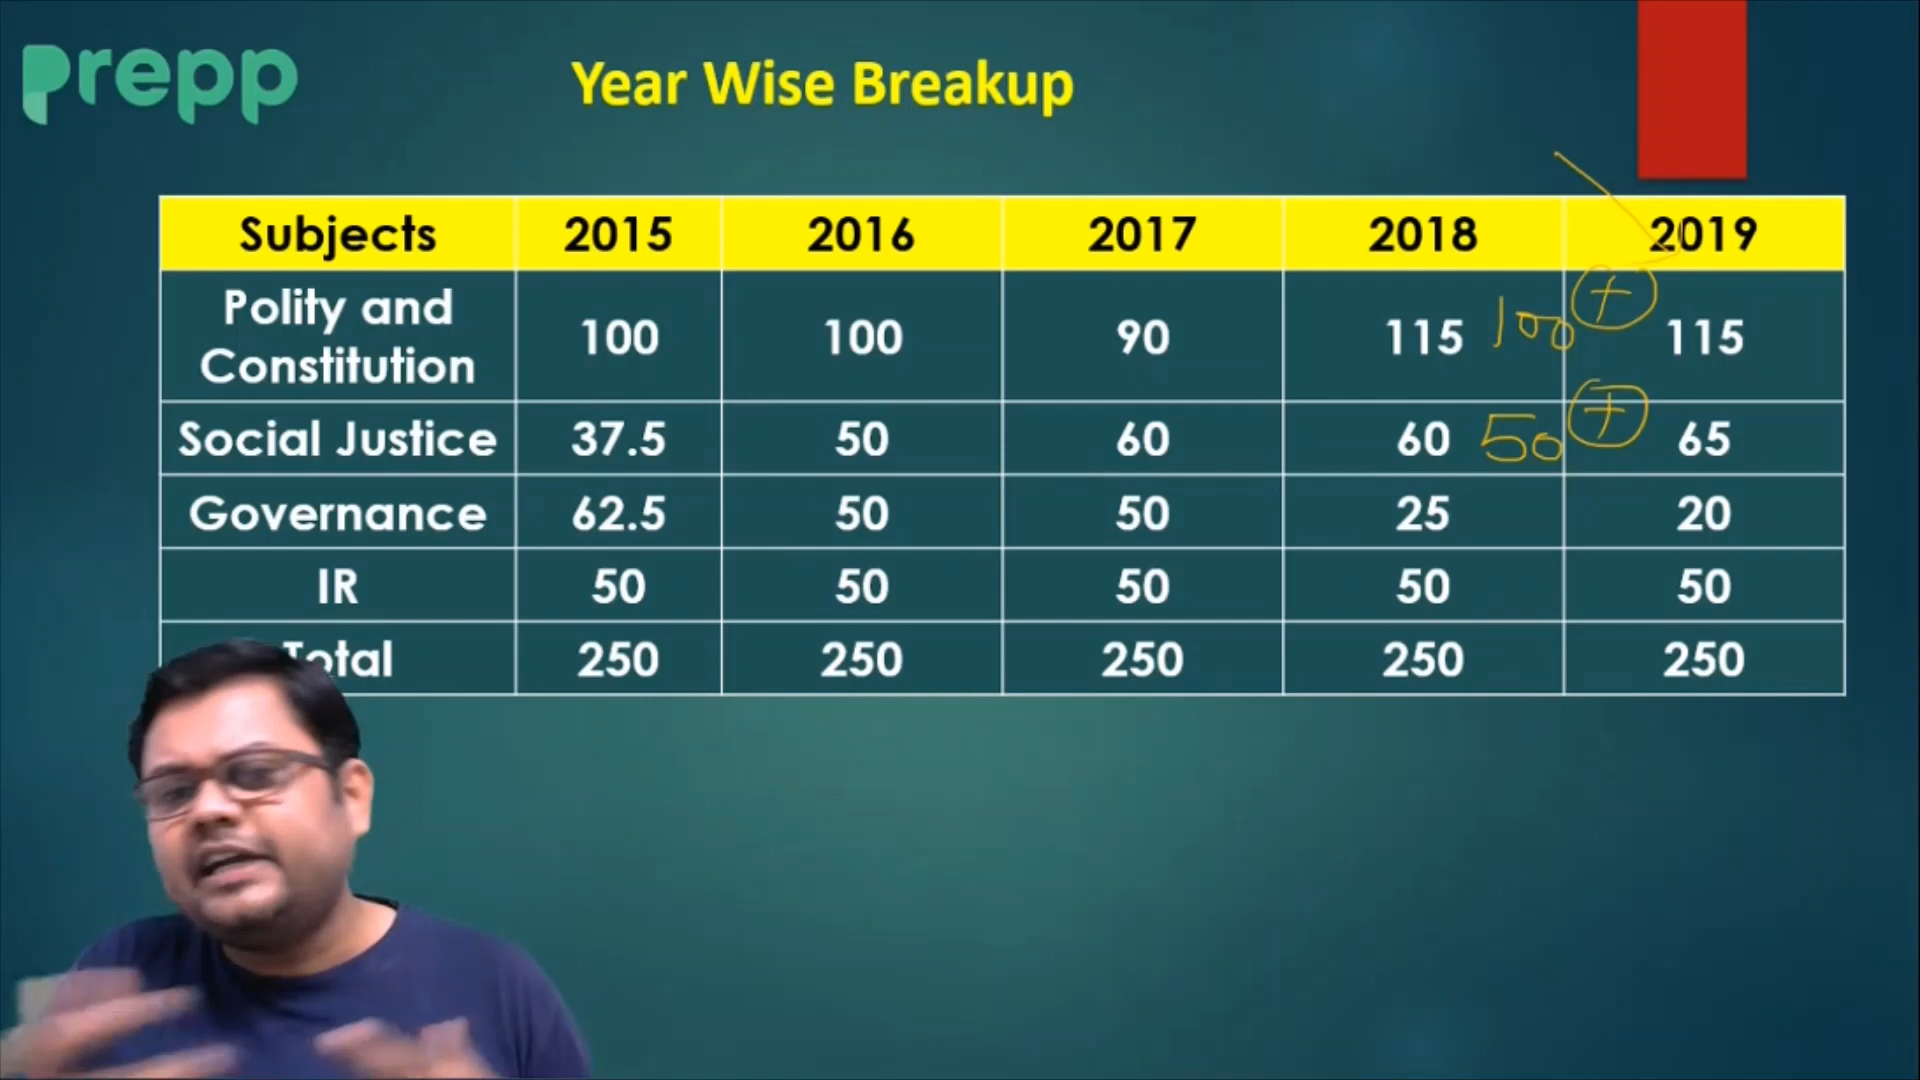 prepp
Year Wise Breakup
Subjects 2015 2016 2017 2018 2019
Polity and
Constitution 100 100 90 115 100+ 115
Social Justice 37.5 50 60 60 50+ 65
Governance 62.5 50 50 25 20
IR 50 50 50 50 50
Total 250 250 250 250 250